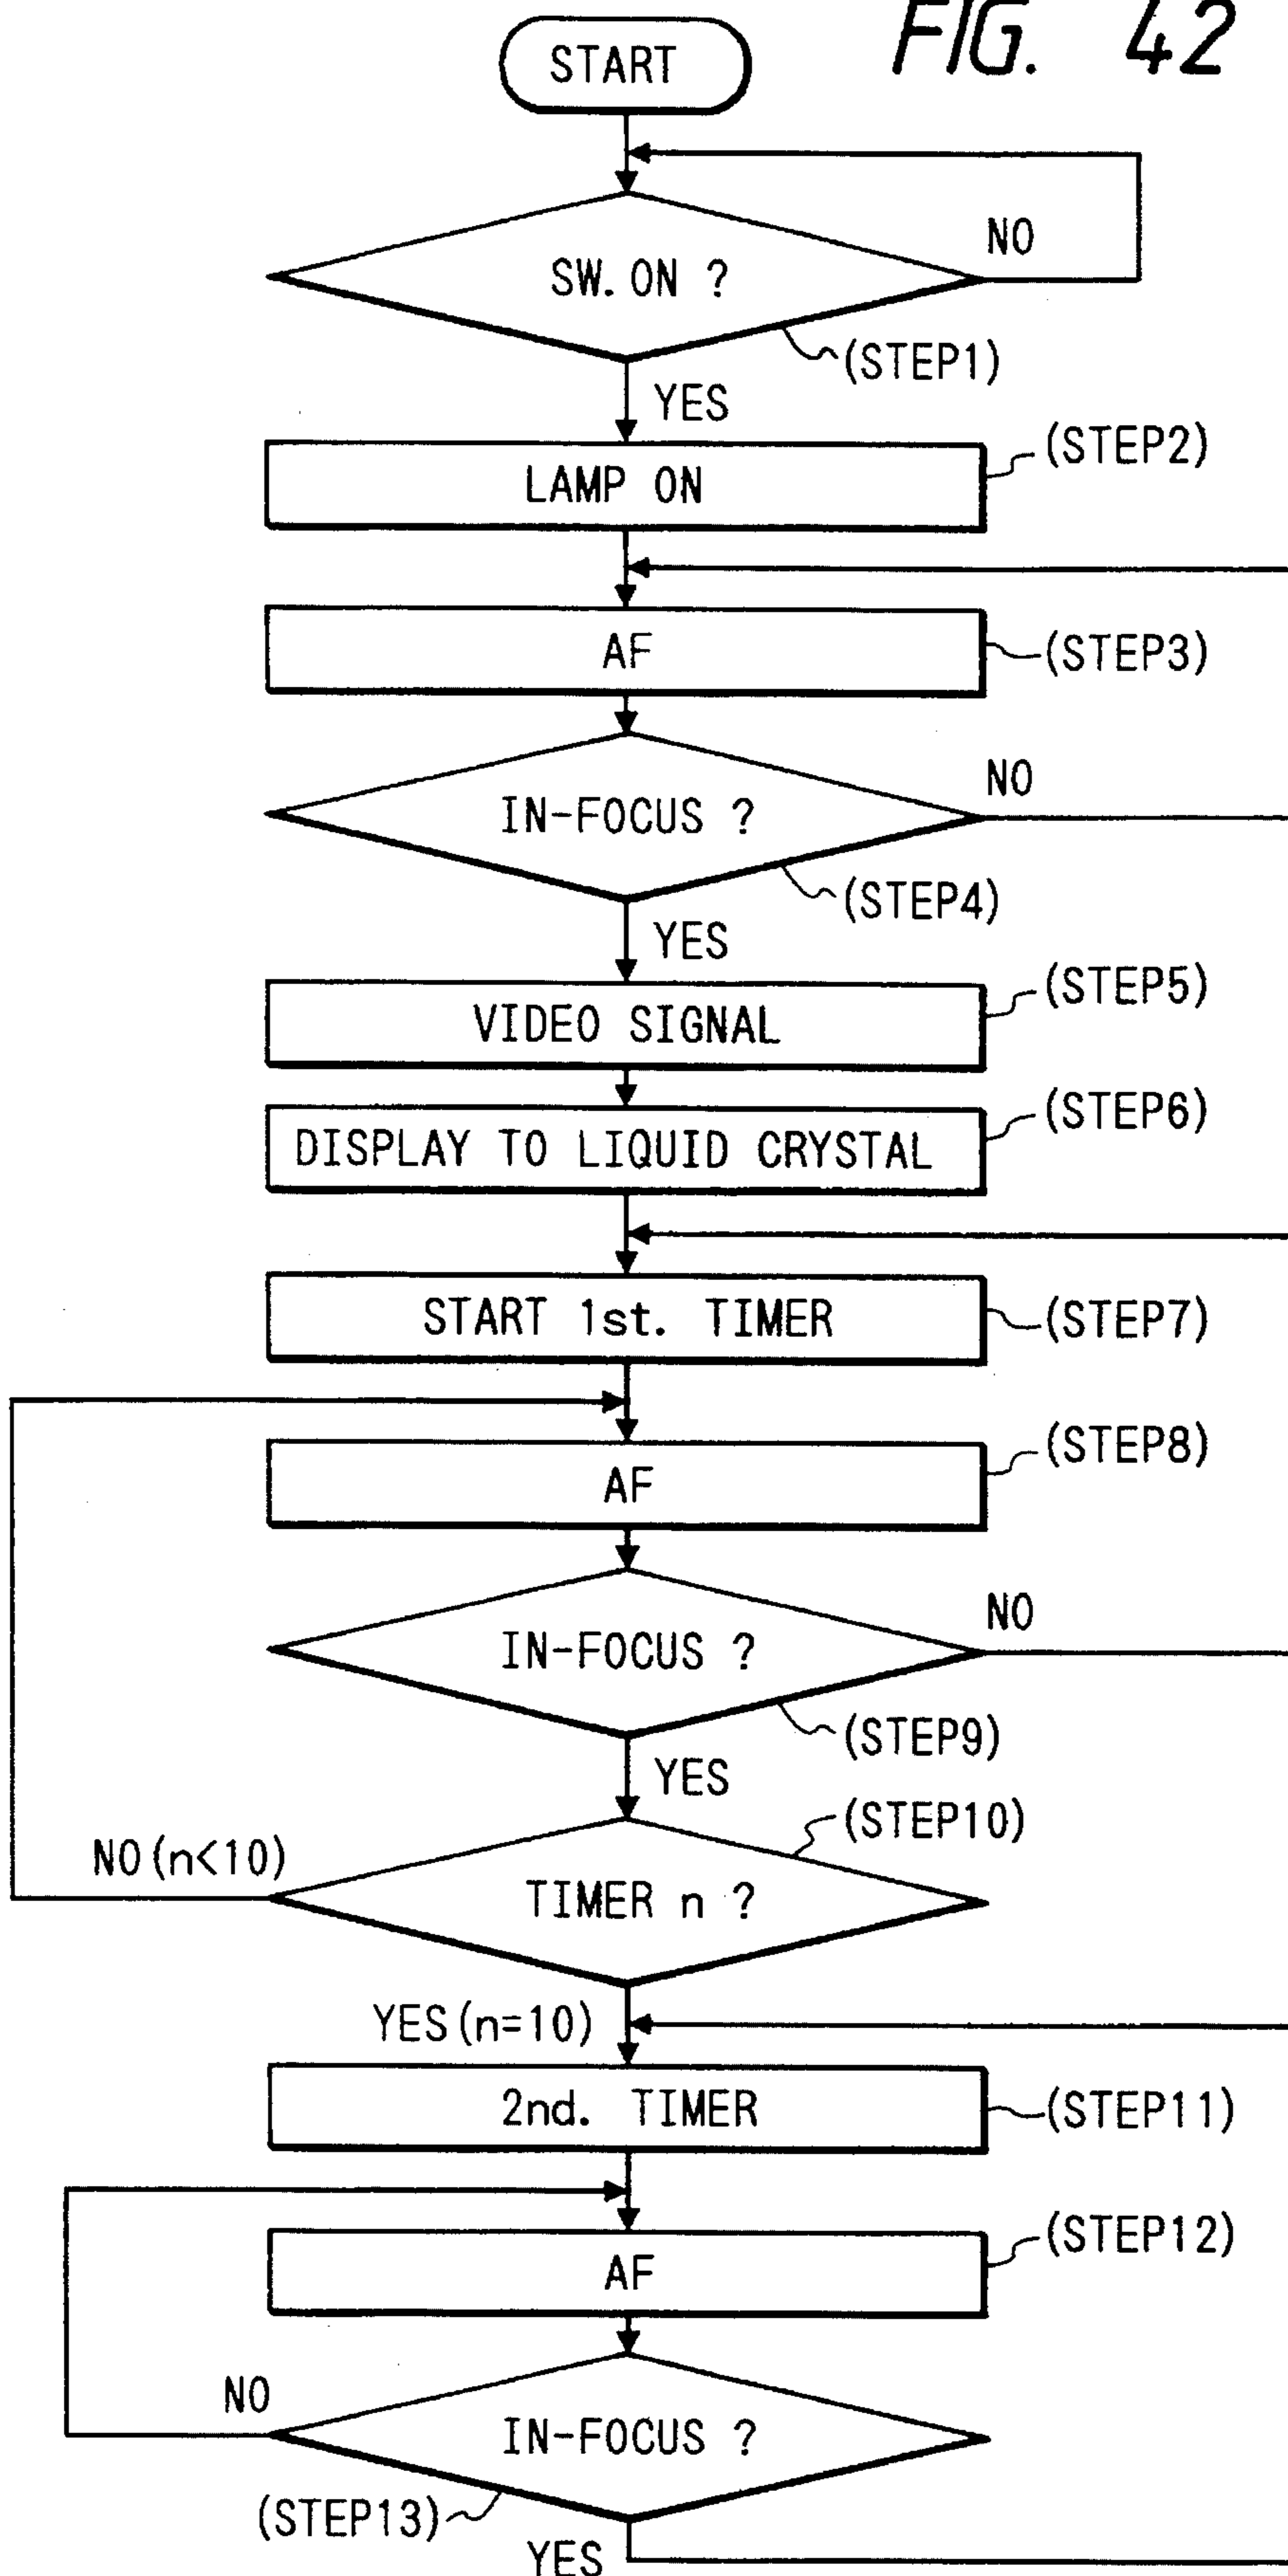 FIG. 42
START
SW. ON ?
NO
(STEP1)
YES
LAMP ON
(STEP2)
AF
(STEP3)
IN-FOCUS ?
NO
(STEP4)
YES
VIDEO SIGNAL
(STEP5)
DISPLAY TO LIQUID CRYSTAL
(STEP6)
START 1st. TIMER
(STEP7)
AF
(STEP8)
IN-FOCUS ?
NO
(STEP9)
YES
(STEP10)
NO (n<10)
TIMER n ?
YES (n=10)
2nd. TIMER
(STEP11)
AF
(STEP12)
NO
IN-FOCUS ?
(STEP13)
YES